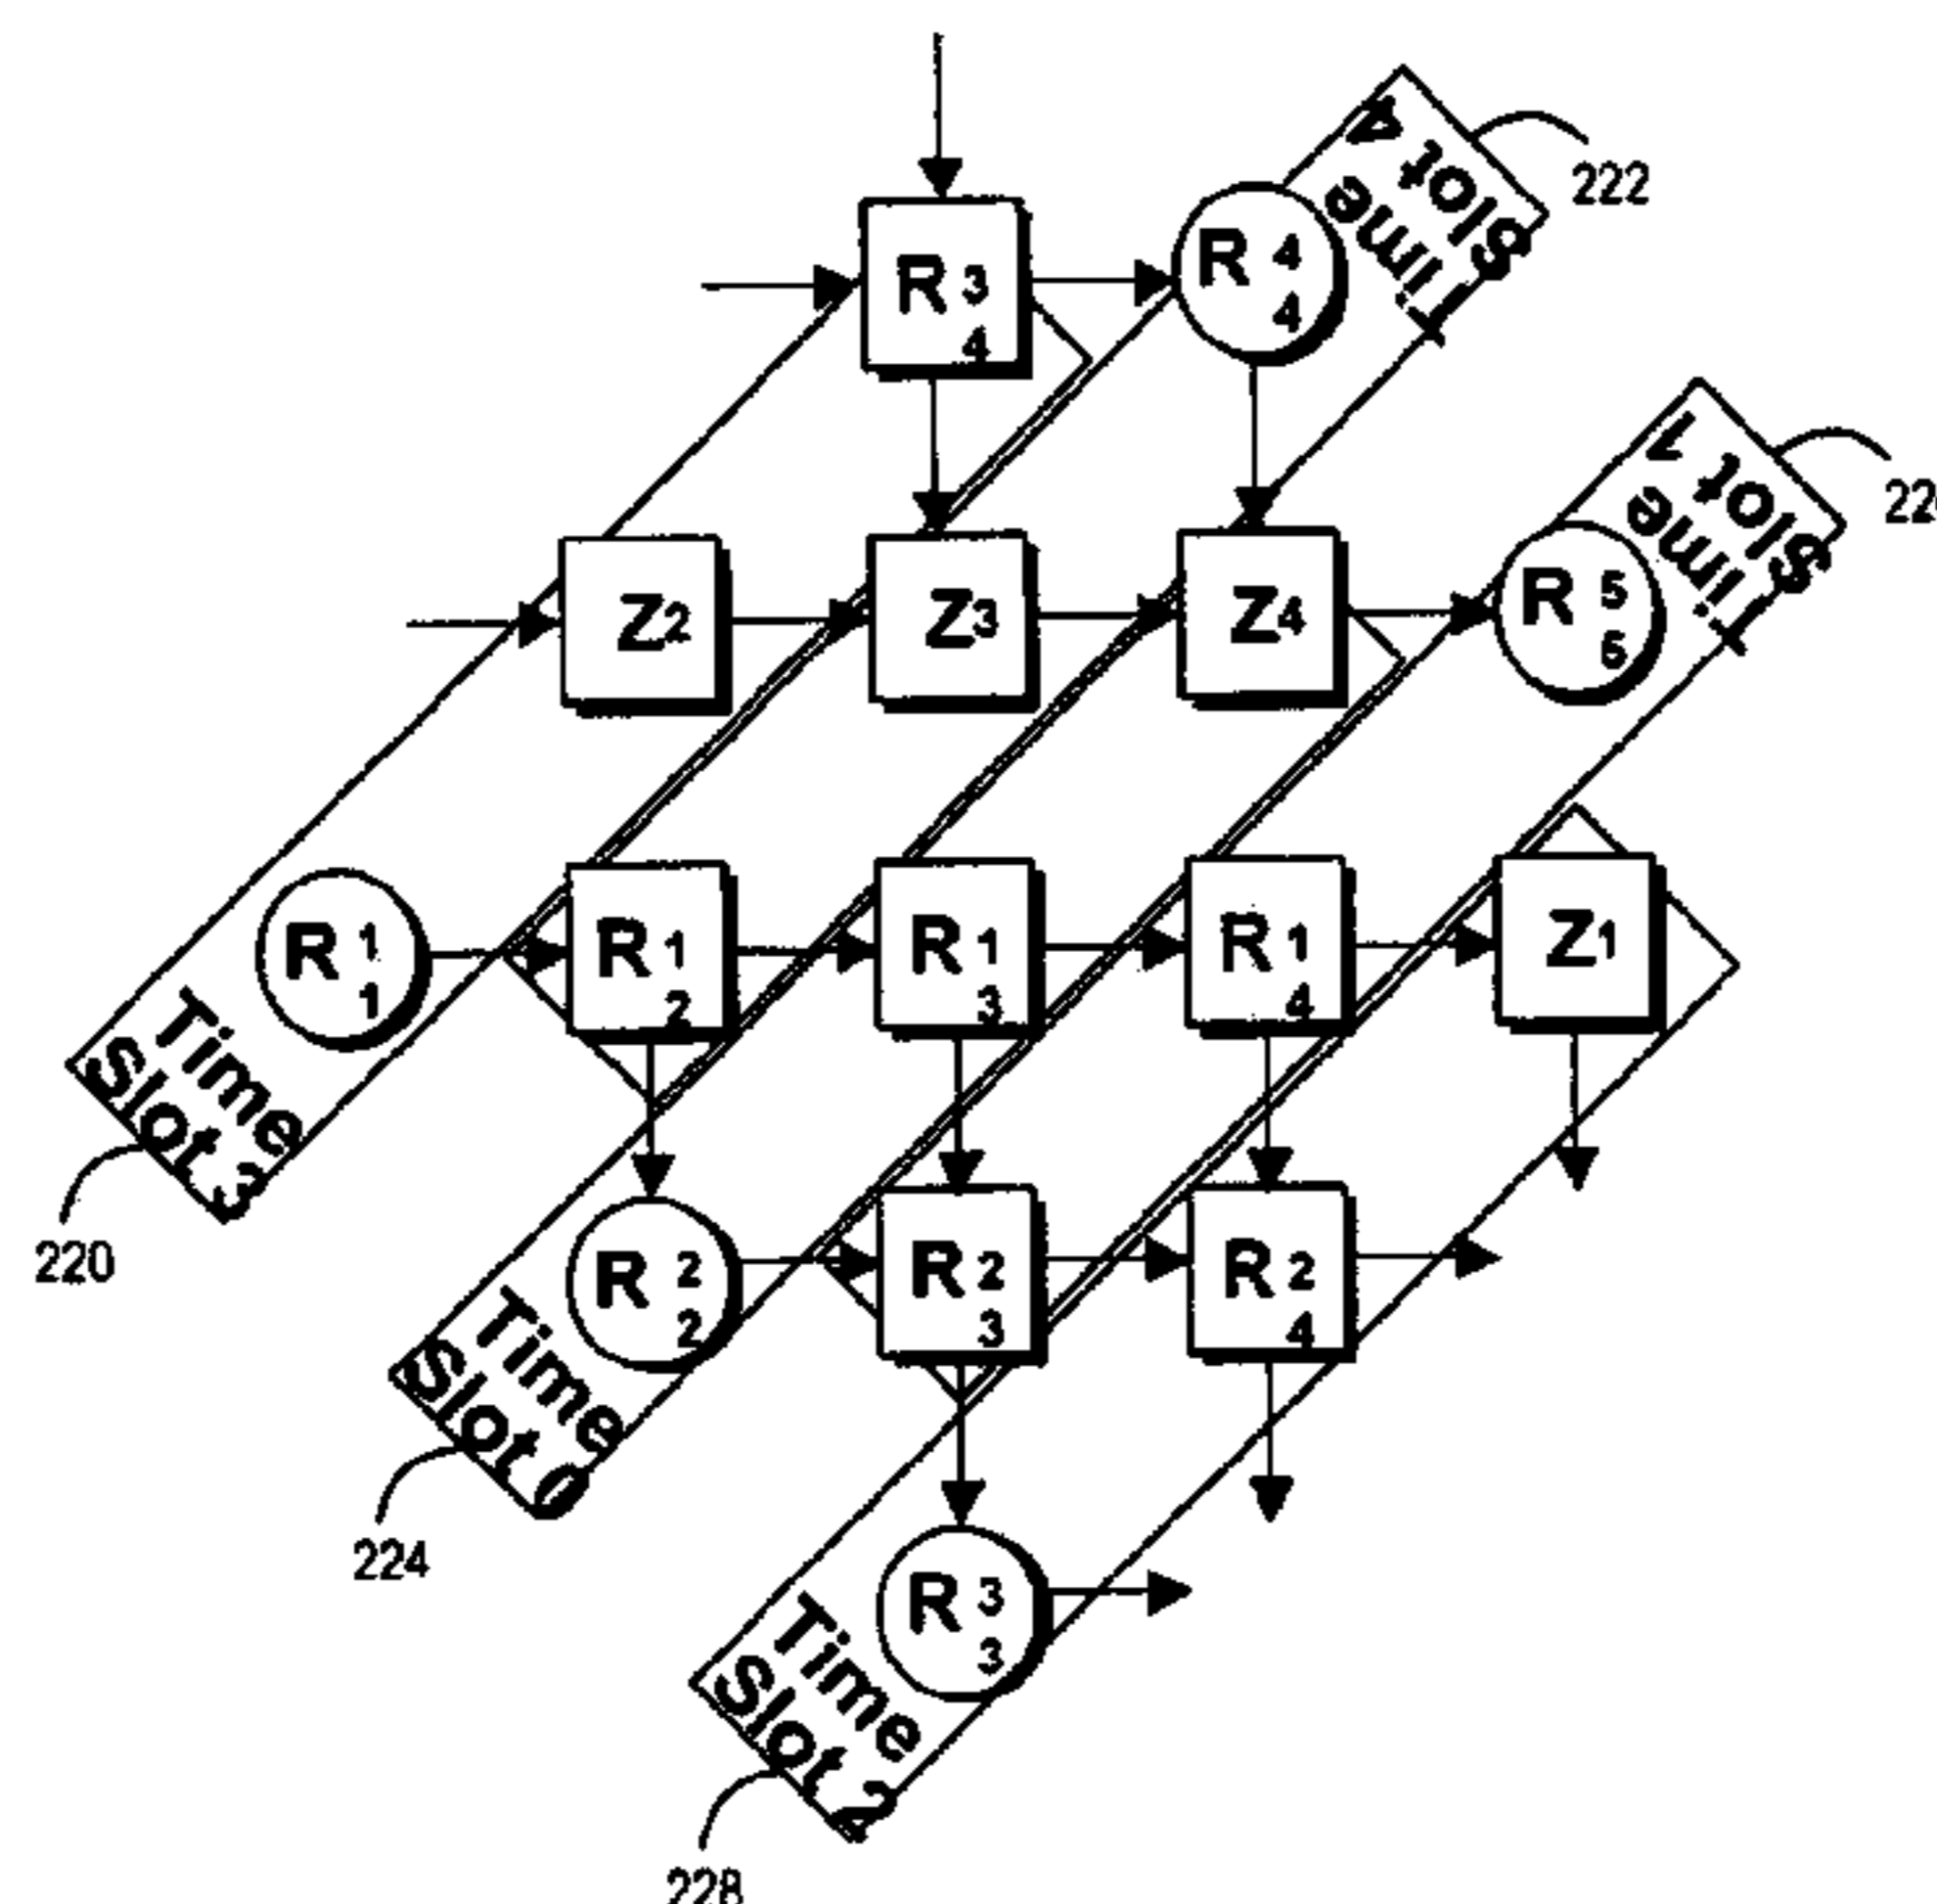 R 3 4
R 4 4
Time
Slot 4
222
Z2
Z3
Z4
R 5 5
Time
Slot 1
R 1 1
R 1 2
R 1 3
R 1 4
Z1
Time
Slot 3
220
R 2 2
R 2 3
R 2 4
Time
Slot 0
224
R 3 3
Time
Slot 2
228